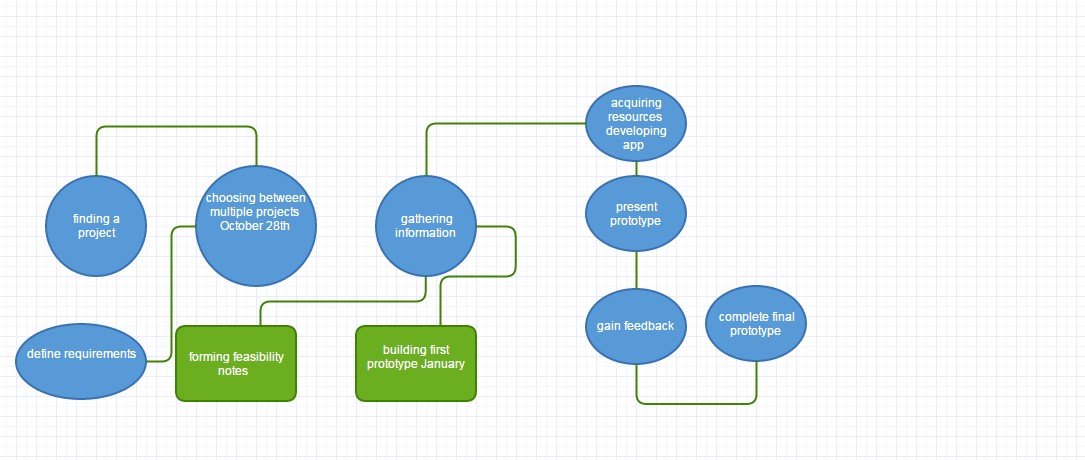 finding a
project
choosing between
multiple projects
October 28th
gathering
information
acquiring
resources
developing
app
present
prototype
define requirements
forming feasibility
notes
building first
prototype January
gain feedback
complete final
prototype